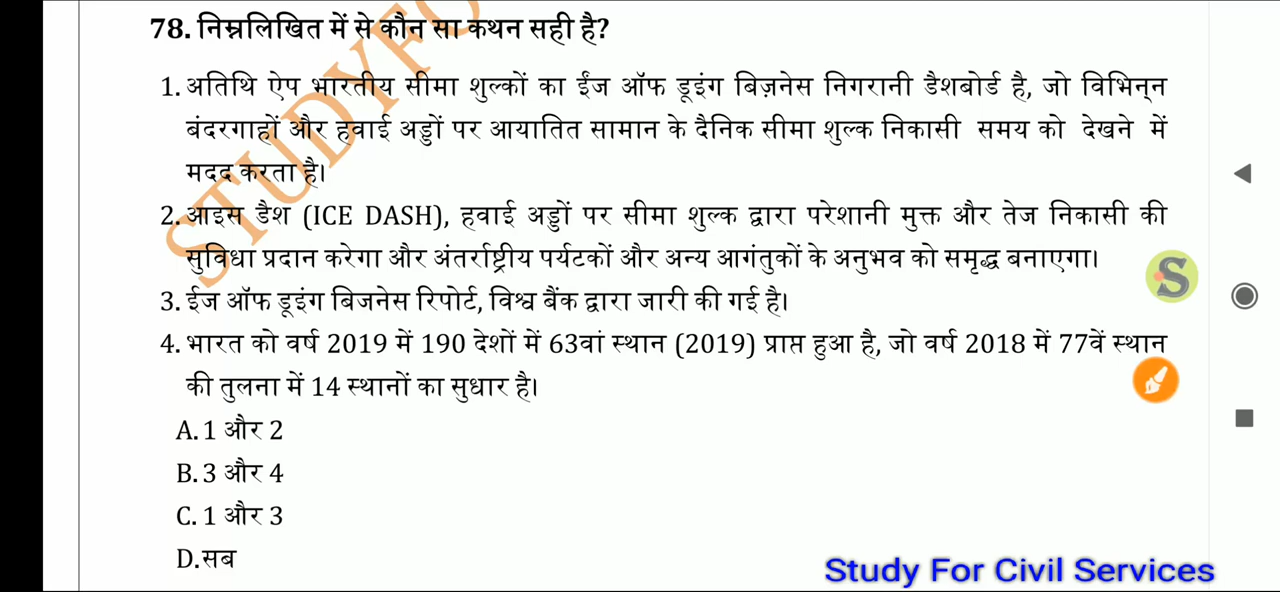 78. निम्नलिखित में से कौन सा कथन सही है?
1. अतिथि ऐप भारतीय सीमा शुल्कों का ईंज ऑफ डूइंग बिज़नेस निगरानी डैशबोर्ड है, जो विभिन्न
बंदरगाहों और हवाई अड्डों पर आयातित सामान के दैनिक सीमा शुल्क निकासी समय को देखने में
मदद करता है।
2. आइस डैश (ICE DASH), हवाई अड्डों पर सीमा शुल्क द्वारा परेशानी मुक्त और तेज निकासी की
सुविधा प्रदान करेगा और अंतर्राष्ट्रीय पर्यटकों और अन्य आगंतुकों के अनुभव को समृद्ध बनाएगा।
3. ईज ऑफ डूइंग बिजनेस रिपोर्ट, विश्व बैंक द्वारा जारी की गई है।
4. भारत को वर्ष 2019 में 190 देशों में 63वां स्थान (2019) प्राप्त हुआ है, जो वर्ष 2018 में 77वें स्थान
की तुलना में 14 स्थानों का सुधार है।
A. 1 और 2
B. 3 और 4
C. 1 और 3
D. सब
STUDYFO
S
Study For Civil Services